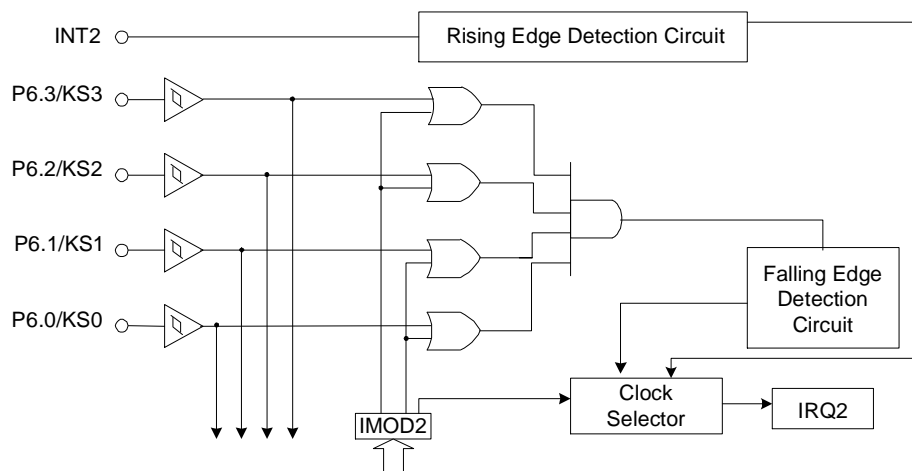 INT2
Rising Edge Detection Circuit
P6.3/KS3
P6.2/KS2
P6.1/KS1
P6.0/KS0
Falling Edge
Detection
Circuit
Clock
Selector
IRQ2
IMOD2